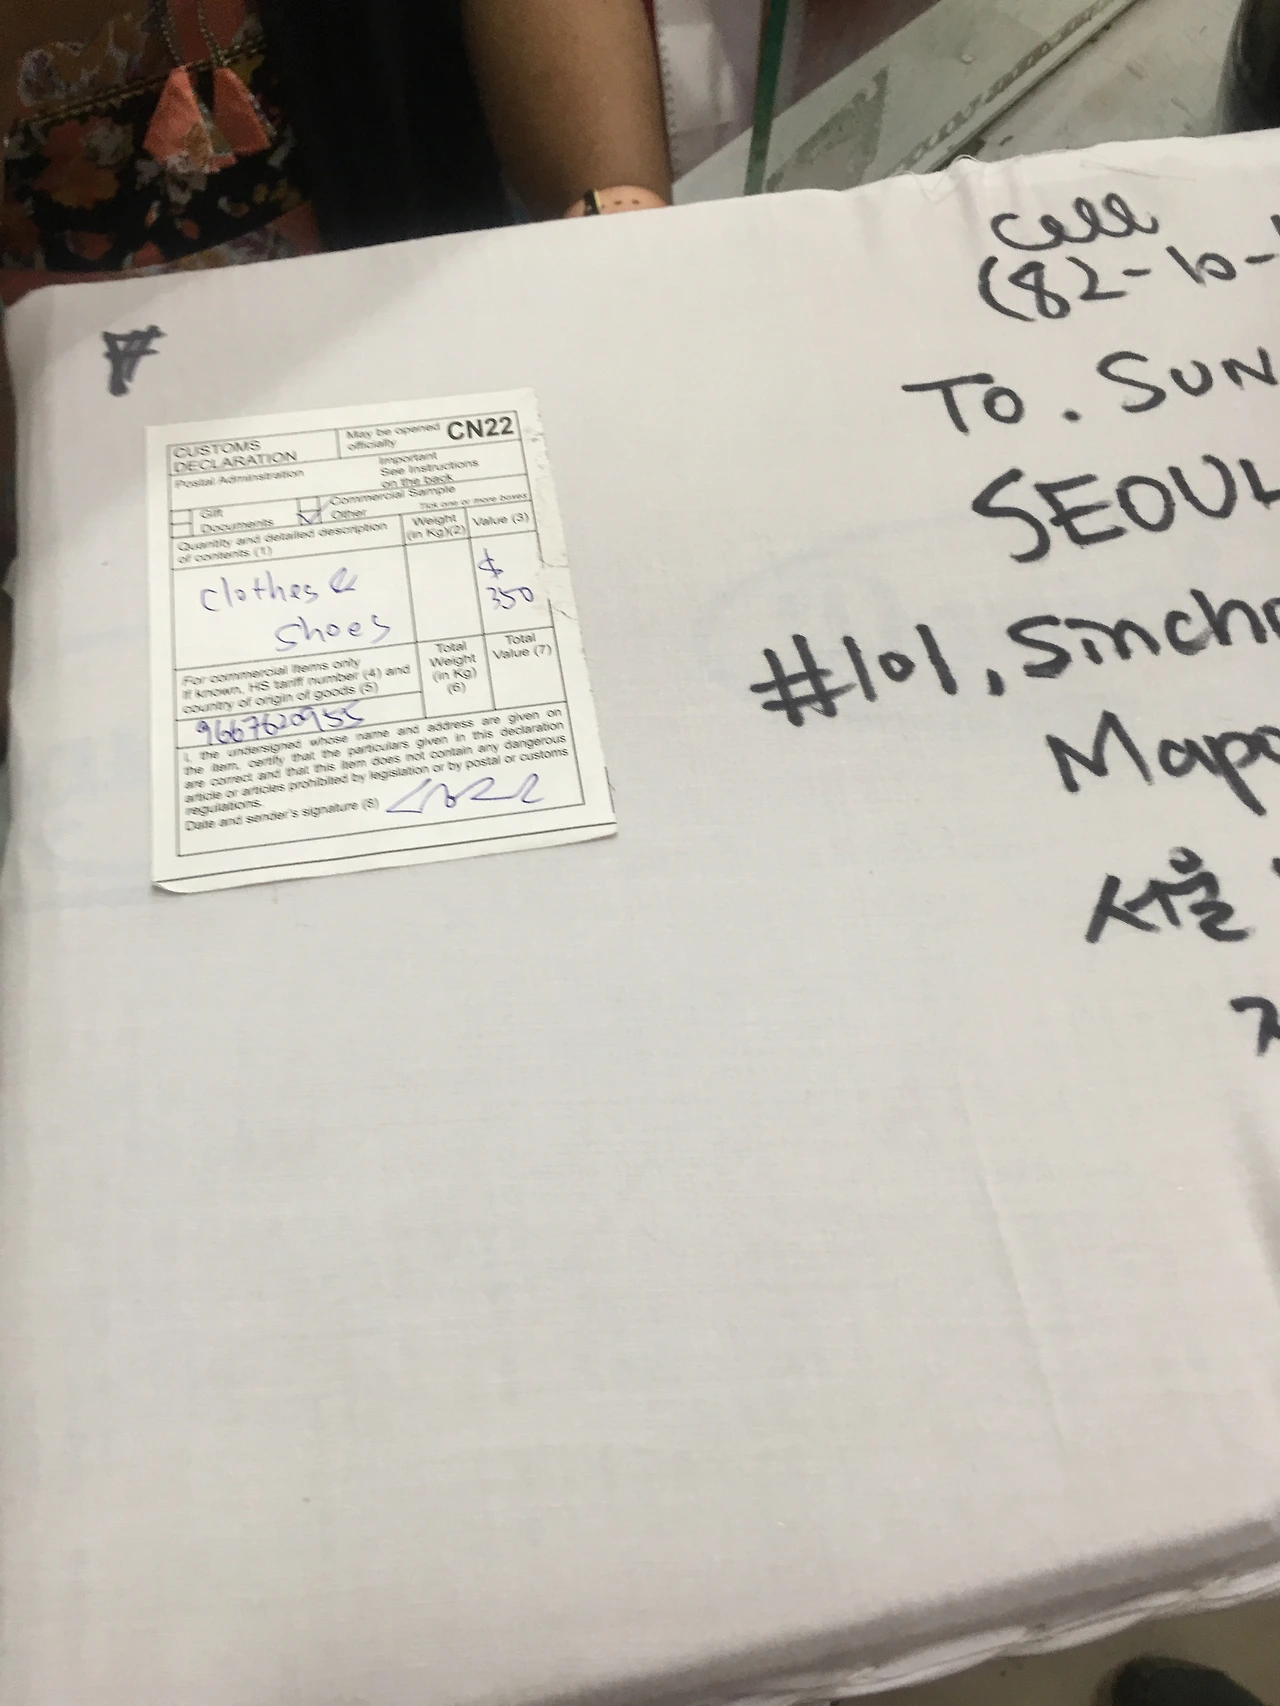 cell
(82-10-
TO. SUN
SEOUL
#101, Sincho
Mapo
서울
CUSTOMS
DECLARATION
May be opened
officially
CN22
Postal Adminsitration
Important
See Instructions
on the back
Gift
Commercial Sample
Documents
Other
Tick one or more boxes
Quantity and detailed description
of contents (1)
Weight
(in Kg)(2)
Value (3)
clothes &
shoes
$
350
For commercial items only
If known, HS tariff number (4) and
country of origin of goods (5)
Total
Weight
(in Kg)
(6)
Total
Value (7)
9667620955
I, the undersigned whose name and address are given on
the item, certify that the particulars given in this declaration
are correct and that this item does not contain any dangerous
article or articles prohibited by legislation or by postal or customs
regulations.
Date and sender's signature (8)